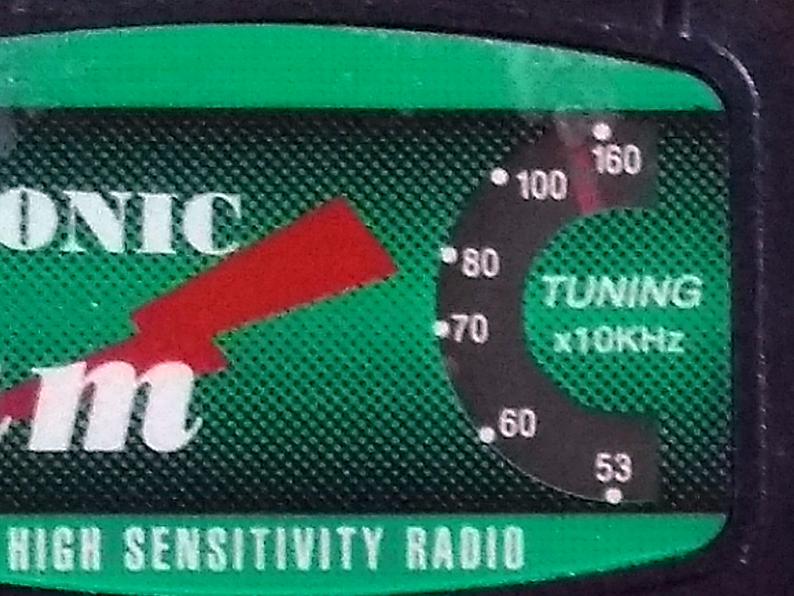 ONIC
m
160
100
80
70
60
53
TUNING
x10KHz
HIGH SENSITIVITY RADIO